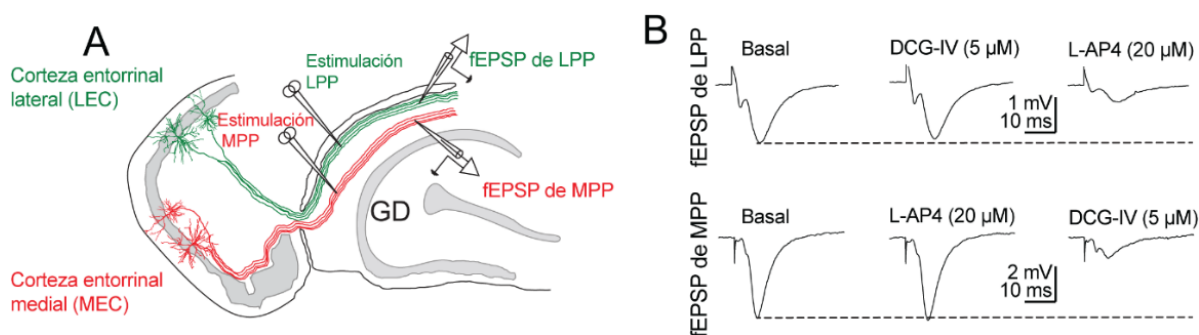 A
Corteza entorrinal
lateral (LEC)
Estimulación
LPP
fEPSP de LPP
Estimulación
MPP
fEPSP de MPP
GD
Corteza entorrinal
medial (MEC)
B
fEPSP de LPP
Basal
DCG-IV (5 µM)
L-AP4 (20 µM)
1 mV
10 ms
fEPSP de MPP
Basal
L-AP4 (20 µM)
DCG-IV (5 µM)
2 mV
10 ms